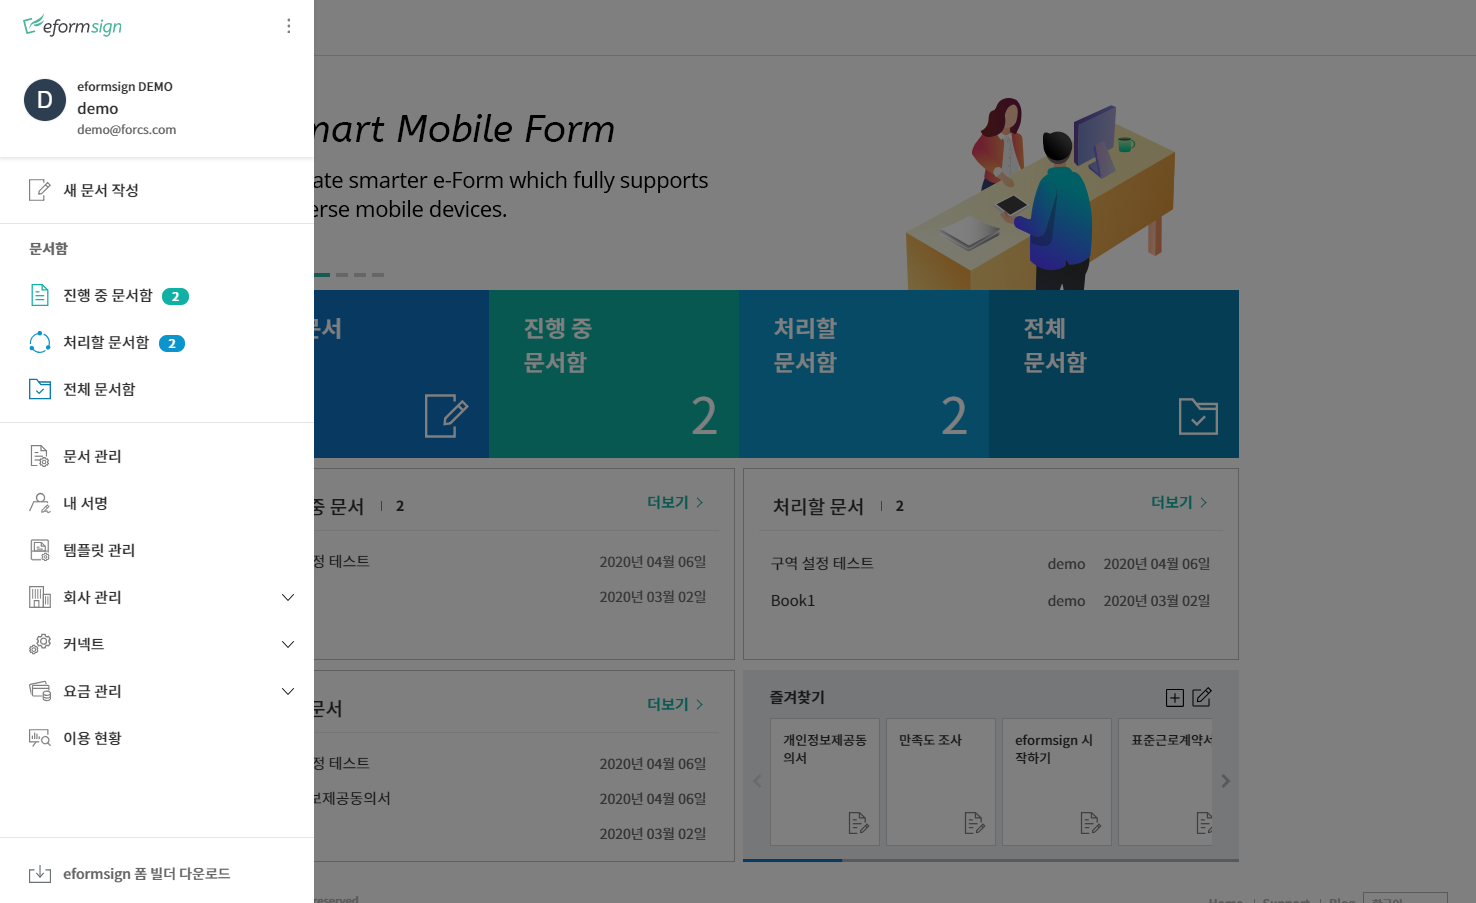 eformsign
D
eformsign DEMO
demo
demo@forcs.com
새 문서 작성
문서함
진행 중 문서함 2
처리할 문서함 2
전체 문서함
문서 관리
내 서명
템플릿 관리
회사 관리
커넥트
요금 관리
이용 현황
eformsign 폼 빌더 다운로드
mart Mobile Form
ate smarter e-Form which fully supports
erse mobile devices.
문서
진행 중
문서함
2
처리할
문서함
2
전체
문서함
중 문서 2
더보기
정 테스트 2020년 04월 06일
2020년 03월 02일
처리할 문서 2
더보기
구역 설정 테스트 demo 2020년 04월 06일
Book1 demo 2020년 03월 02일
문서
더보기
정 테스트 2020년 04월 06일
보제공동의서 2020년 04월 06일
2020년 03월 02일
즐겨찾기
개인정보제공동
의서
만족도 조사
eformsign 시
작하기
표준근로계약서
reserved
Home Support Blog 한국어